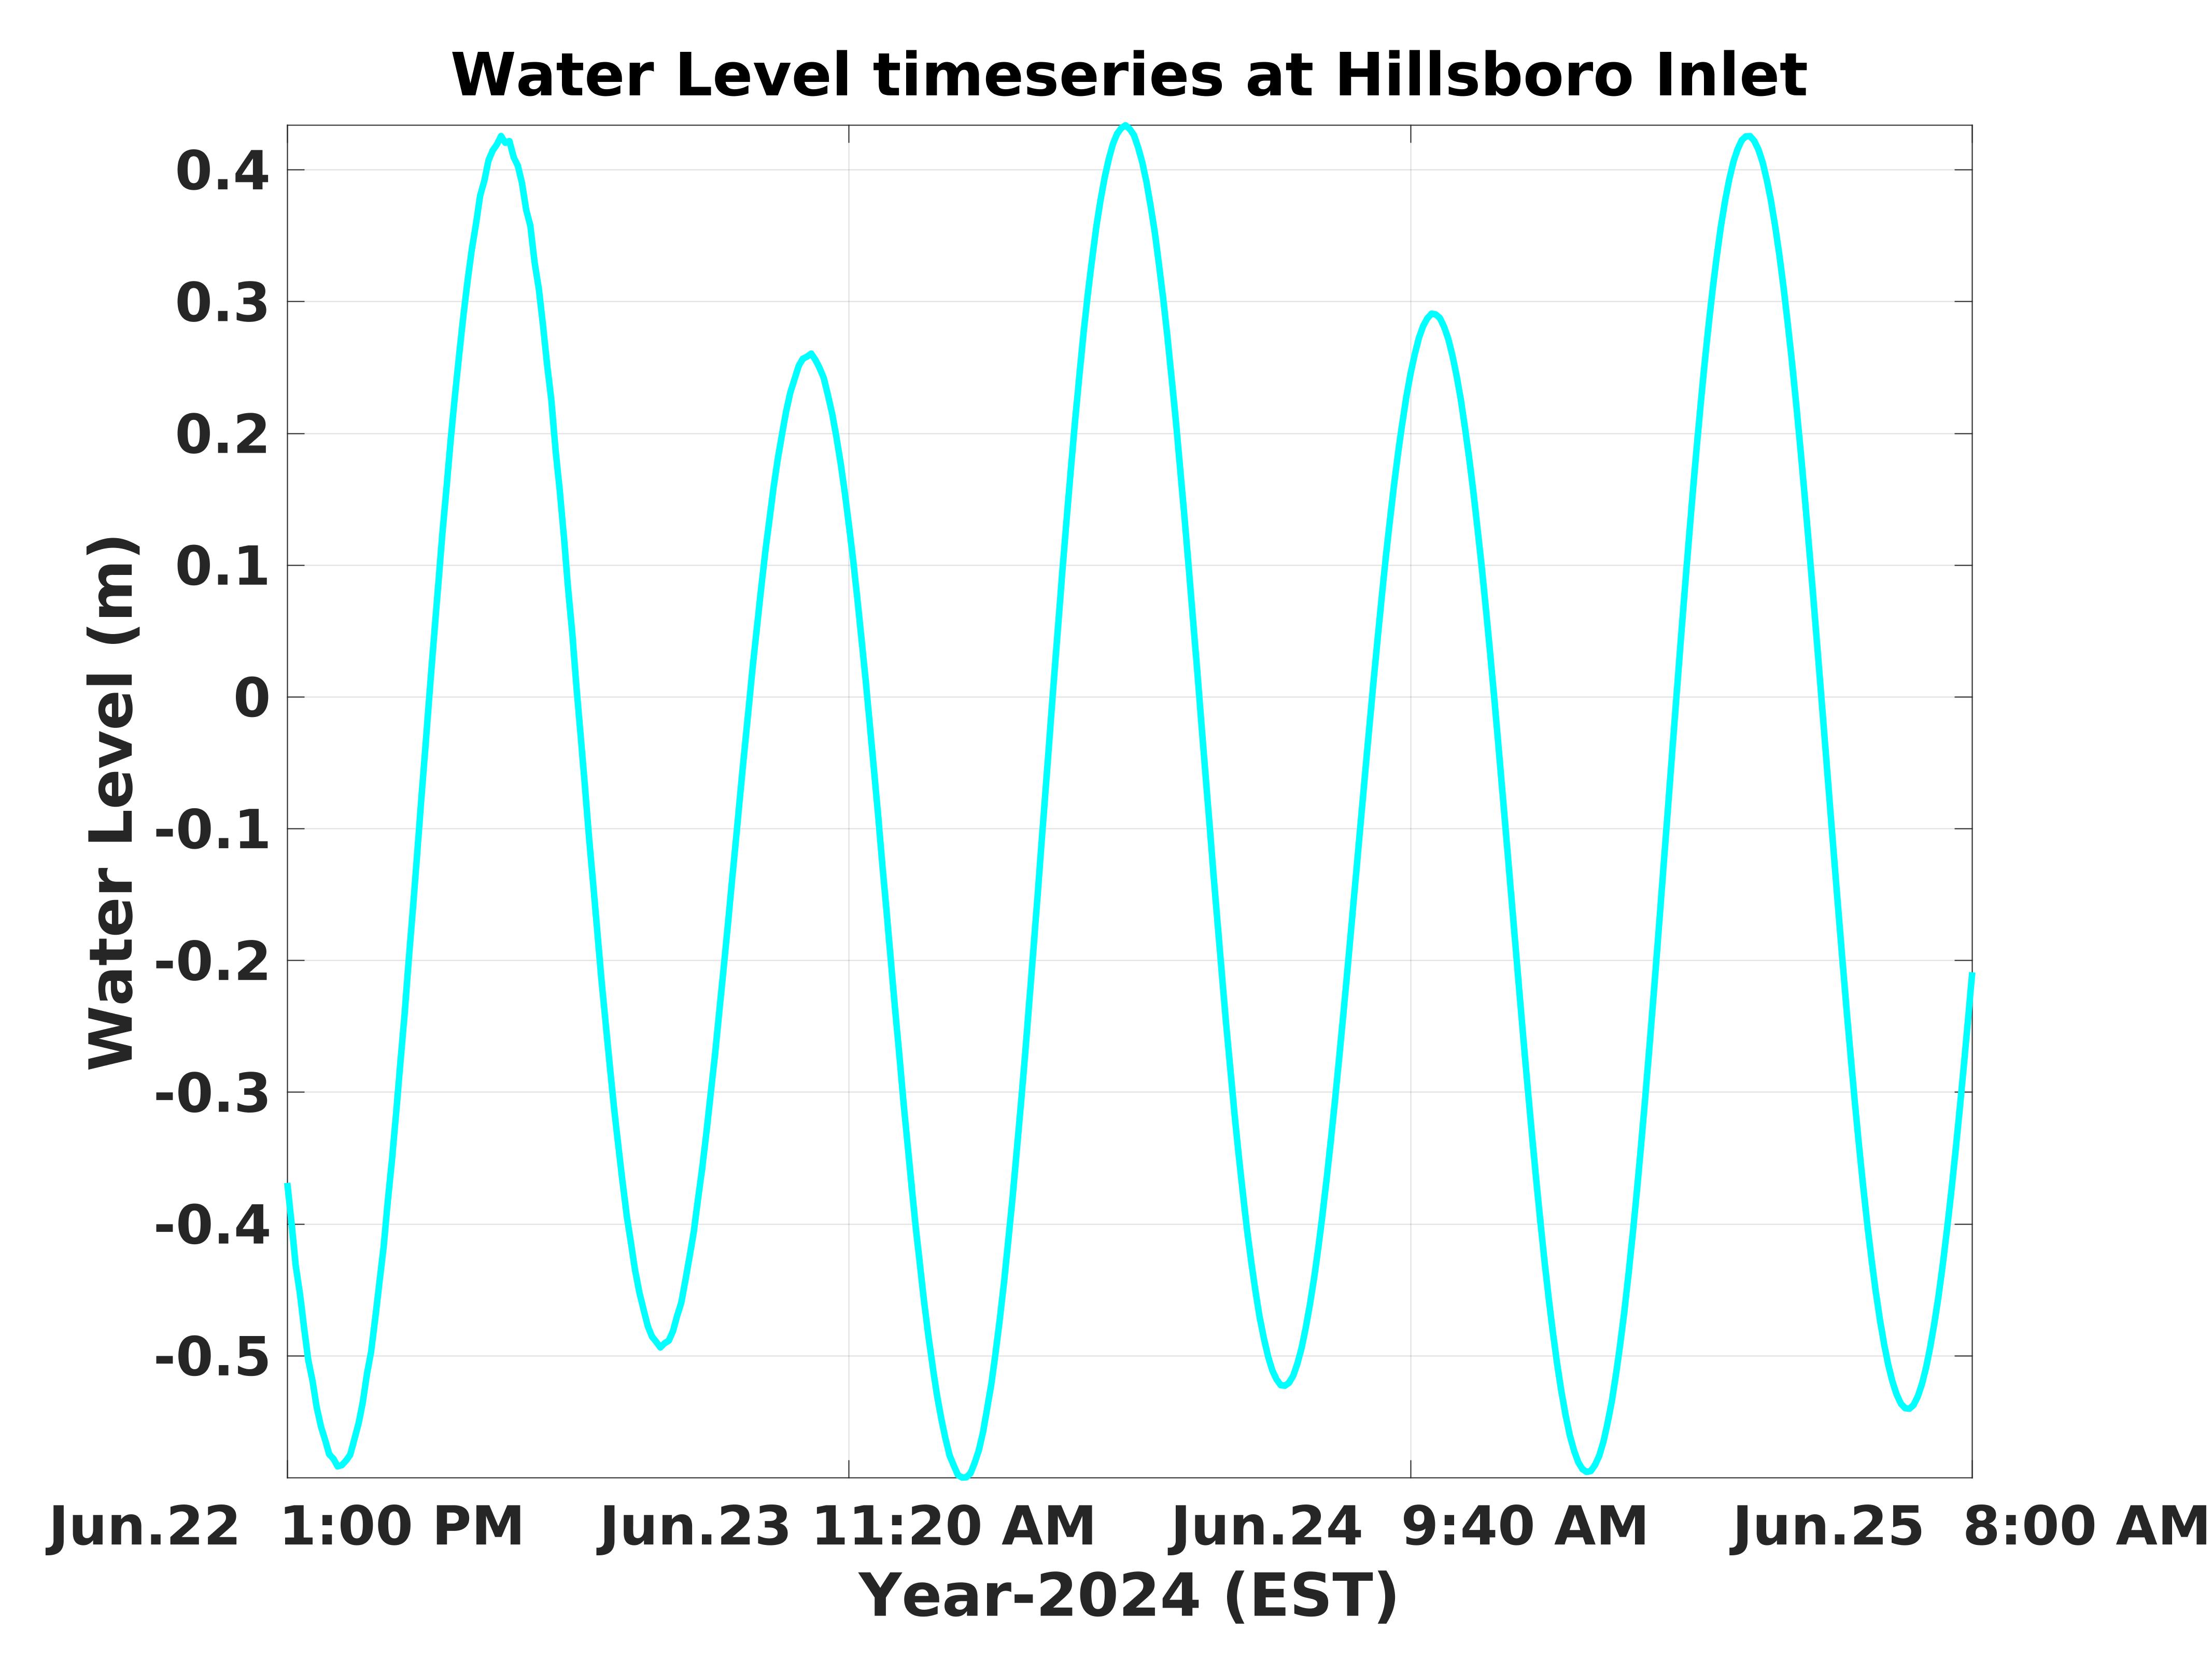 Water Level timeseries at Hillsboro Inlet
0.4
0.3
0.2
0.1
0
-0.1
-0.2
-0.3
-0.4
-0.5
Water Level (m)
Jun.22 1:00 PM Jun.23 11:20 AM Jun.24 9:40 AM Jun.25 8:00 AM
Year-2024 (EST)